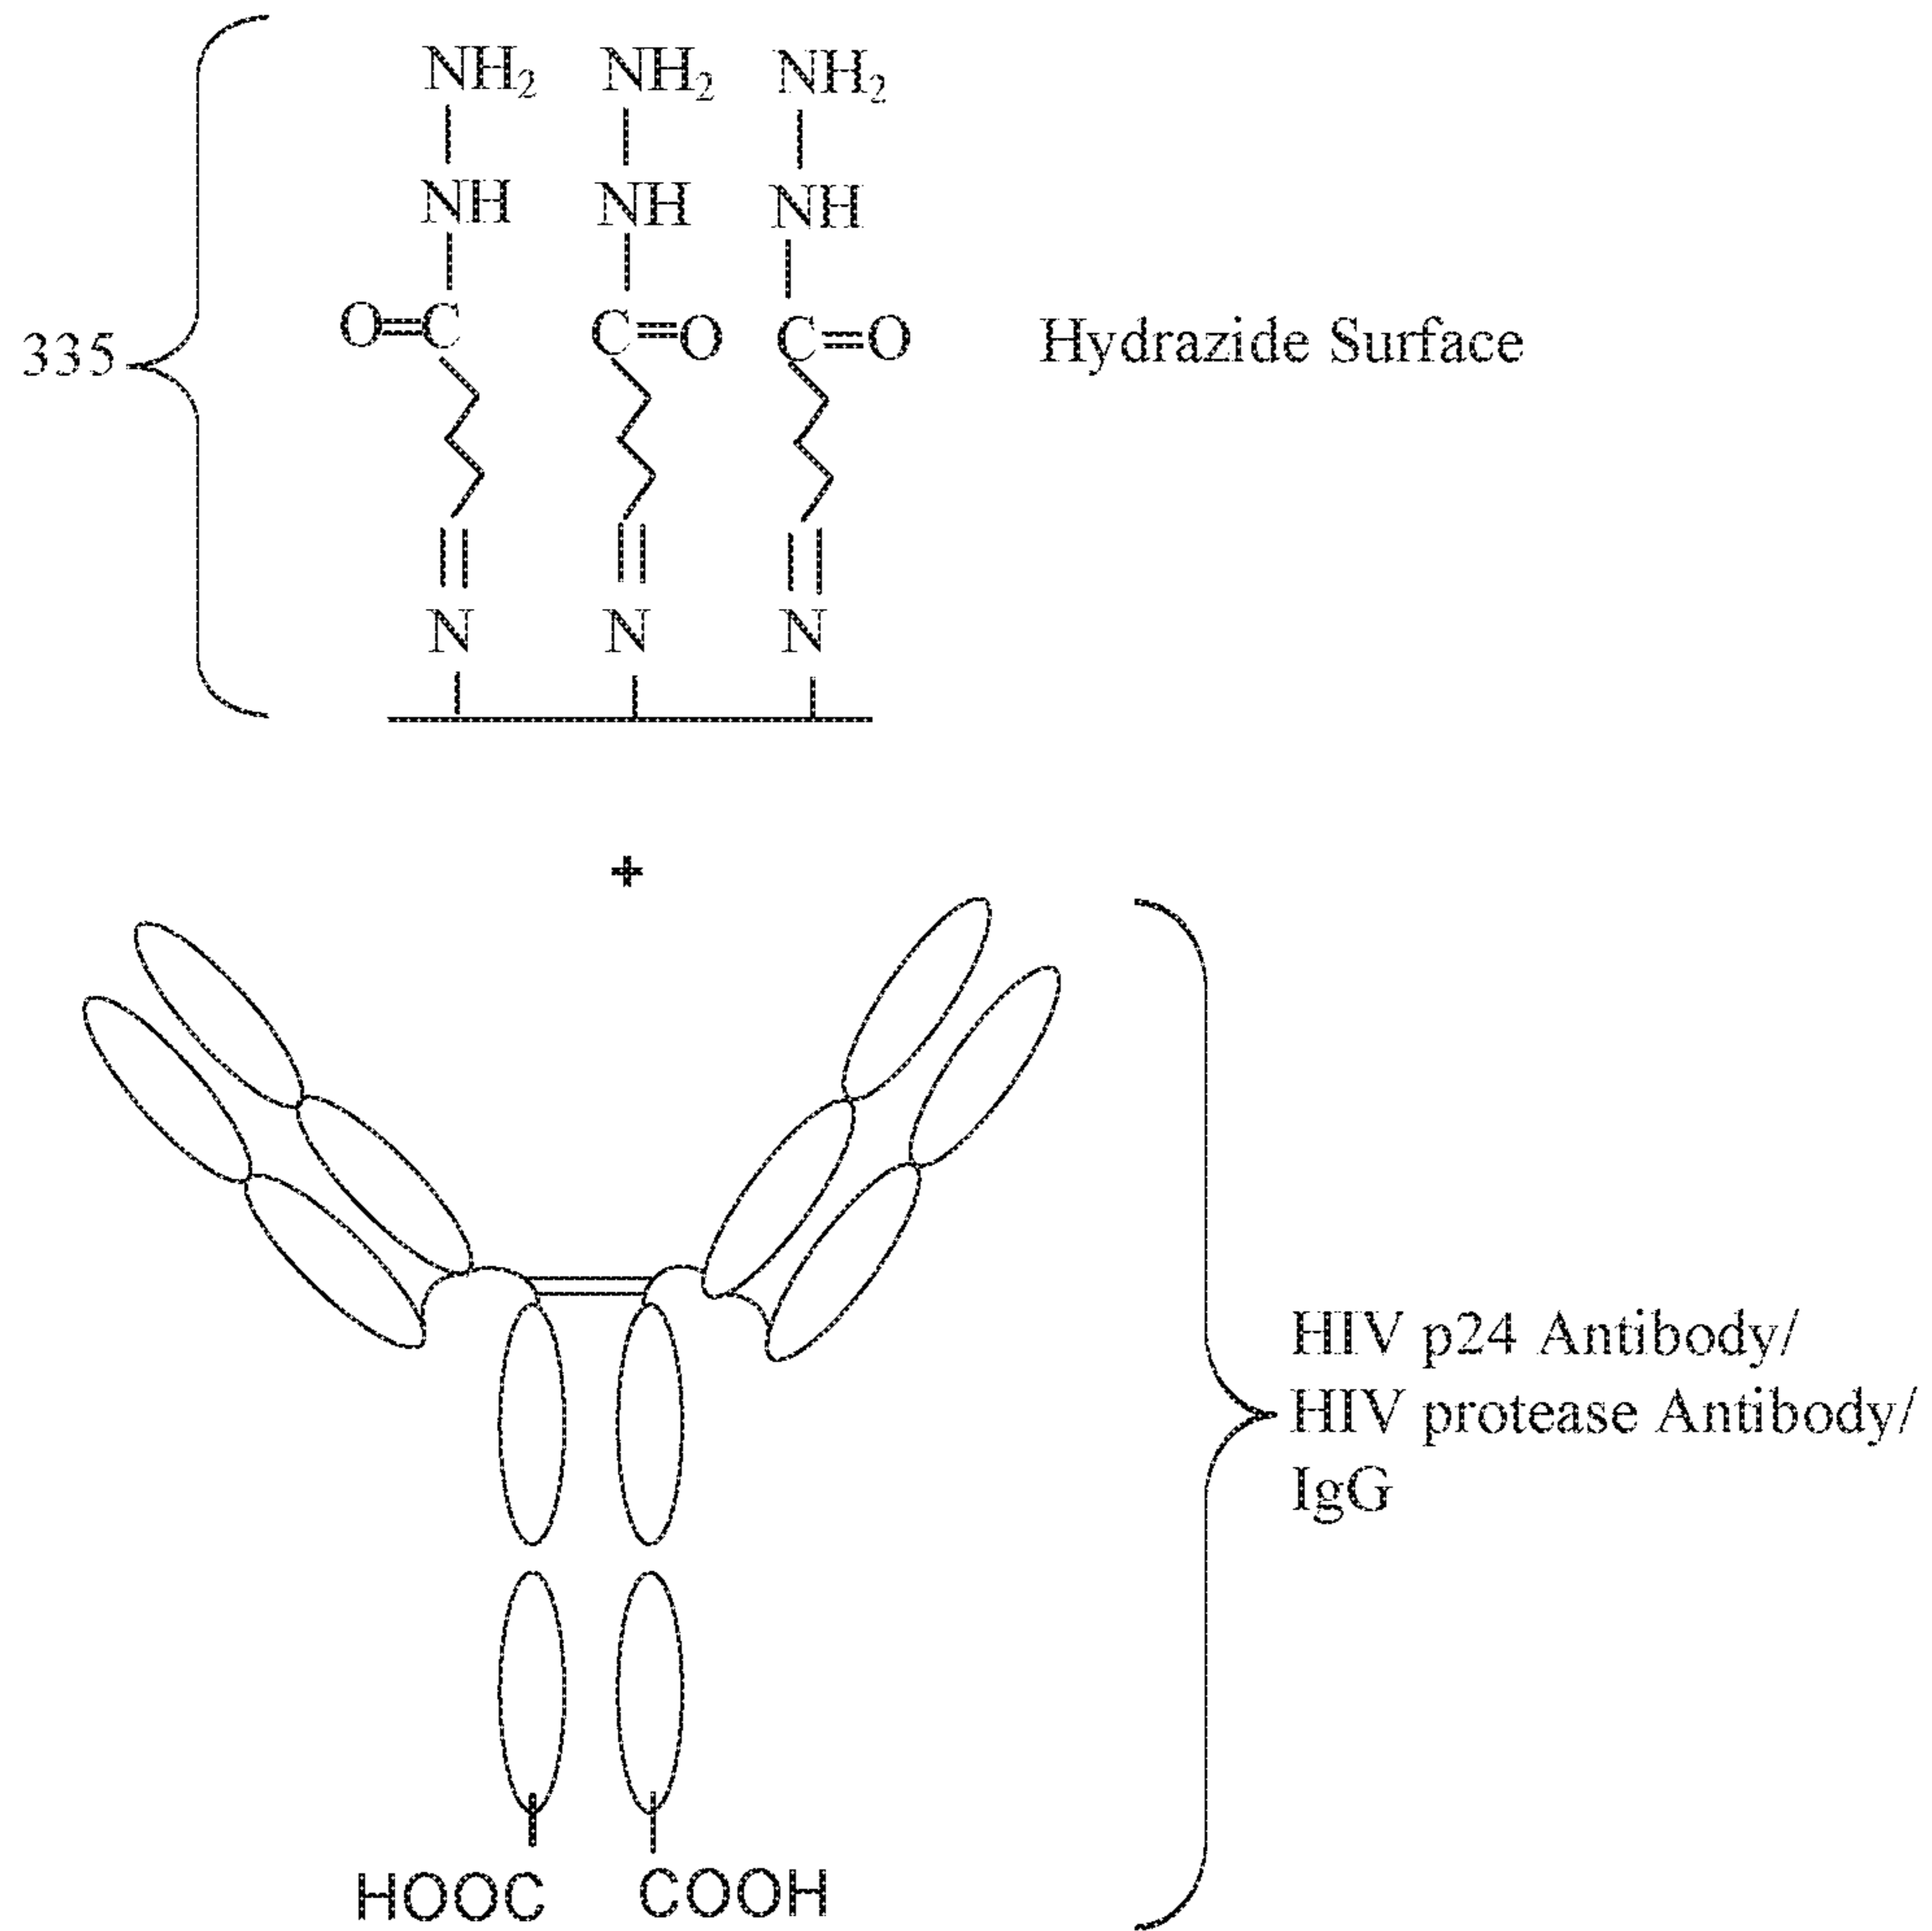 NH2 NH2 NH2
NH NH NH
O=C C=O C=O
335
Hydrazide Surface
N N N
+
HIV p24 Antibody/
HIV protease Antibody/
IgG
HOOC COOH